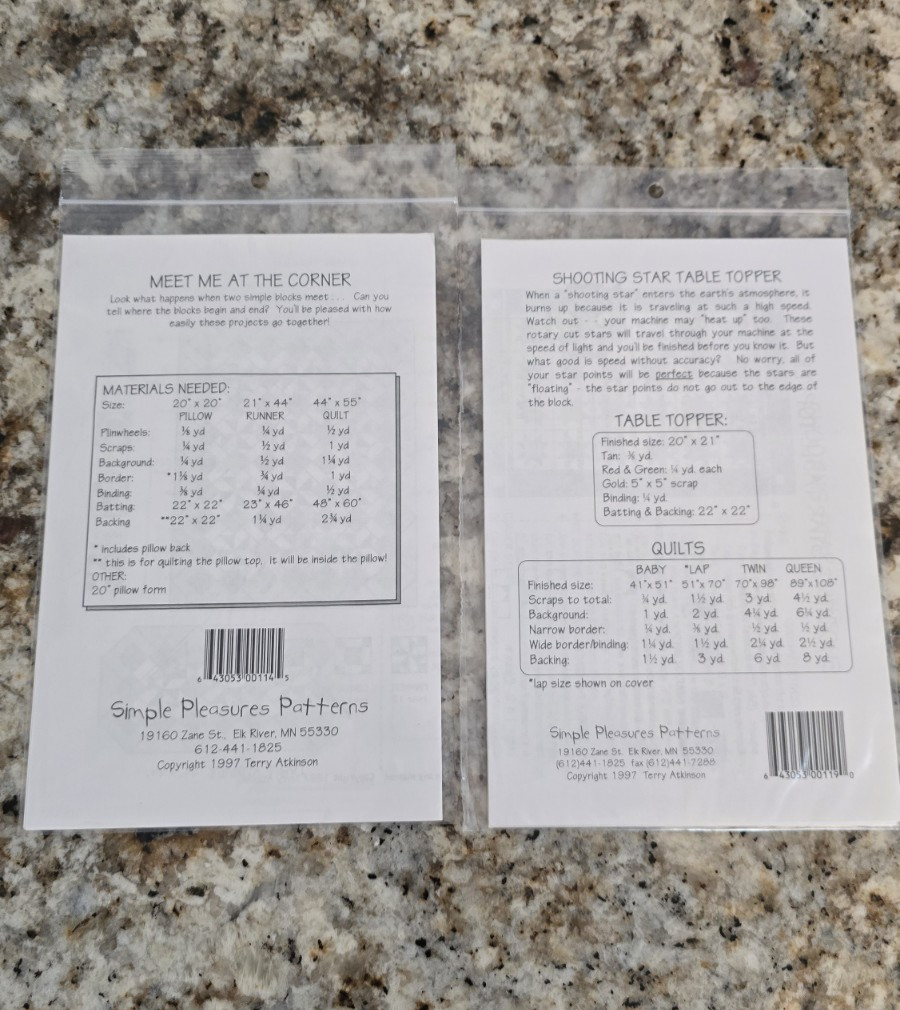 MEET ME AT THE CORNER
Look what happens when two simple blocks meet . . . Can you
tell where the blocks begin and end? You'll be pleased with how
easily these projects go together!
MATERIALS NEEDED:
Size: 20" x 20" 21" x 44" 44" x 55"
PILLOW RUNNER QUILT
Pinwheels: ⅛ yd ¼ yd ½ yd
Scraps: ¼ yd ½ yd 1 yd
Background: ¼ yd ½ yd 1¼ yd
Border: *1⅛ yd ¾ yd 1 yd
Binding: ⅜ yd ¼ yd ½ yd
Batting: 22" x 22" 23" x 46" 48" x 60"
Backing **22" x 22" 1¼ yd 2¾ yd
* includes pillow back
** this is for quilting the pillow top, it will be inside the pillow!
OTHER:
20" pillow form
6 43053 00114 5
Simple Pleasures Patterns
19160 Zane St., Elk River, MN 55330
612-441-1825
Copyright 1997 Terry Atkinson
SHOOTING STAR TABLE TOPPER
When a "shooting star" enters the earth's atmosphere, it
burns up because it is traveling at such a high speed.
Watch out - - your machine may "heat up" too. These
rotary cut stars will travel through your machine at the
speed of light and you'll be finished before you know it. But
what good is speed without accuracy? No worry, all of
your star points will be perfect because the stars are
"floating" - the star points do not go out to the edge of
the block.
TABLE TOPPER:
Finished size: 20" x 21"
Tan: ⅜ yd.
Red & Green: ¼ yd. each
Gold: 5" x 5" scrap
Binding: ¼ yd.
Batting & Backing: 22" x 22"
QUILTS
BABY *LAP TWIN QUEEN
Finished size: 41"x 51" 51"x 70" 70"x 98" 89"x108"
Scraps to total: ¾ yd. 1½ yd. 3 yd. 4½ yd.
Background: 1 yd. 2 yd. 4¼ yd. 6¼ yd.
Narrow border: ¼ yd. ⅜ yd. ½ yd. ½ yd.
Wide border/binding: 1¼ yd. 1½ yd. 2¼ yd. 2½ yd.
Backing: 1½ yd. 3 yd. 6 yd. 8 yd.
*lap size shown on cover
Simple Pleasures Patterns
19160 Zane St. Elk River, MN 55330
(612)441-1825 fax (612)441-7288
Copyright 1997 Terry Atkinson
6 43053 00119 0